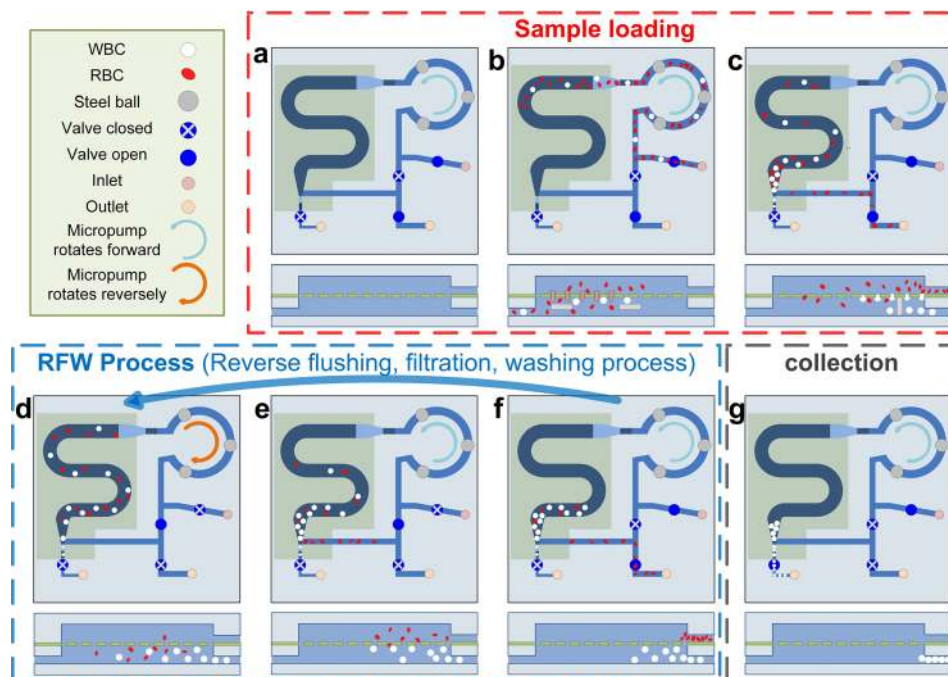 WBC
RBC
Steel ball
Valve closed
Valve open
Inlet
Outlet
Micropump
rotates forward
Micropump
rotates reversely
Sample loading
a
b
c
RFW Process (Reverse flushing, filtration, washing process)
collection
d
e
f
g